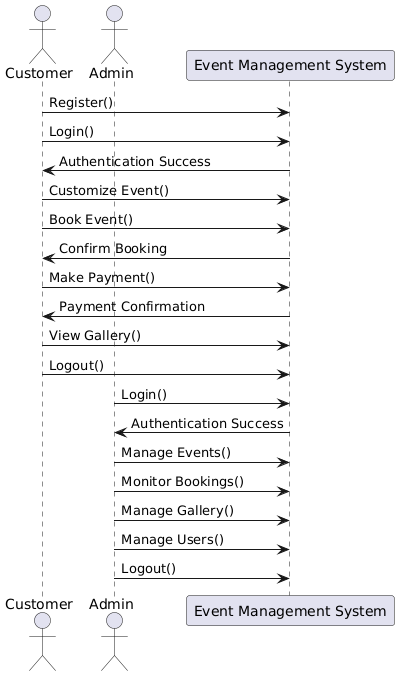 Customer Admin Event Management System
Register()
Login()
Authentication Success
Customize Event()
Book Event()
Confirm Booking
Make Payment()
Payment Confirmation
View Gallery()
Logout()
Login()
Authentication Success
Manage Events()
Monitor Bookings()
Manage Gallery()
Manage Users()
Logout()
Customer Admin Event Management System